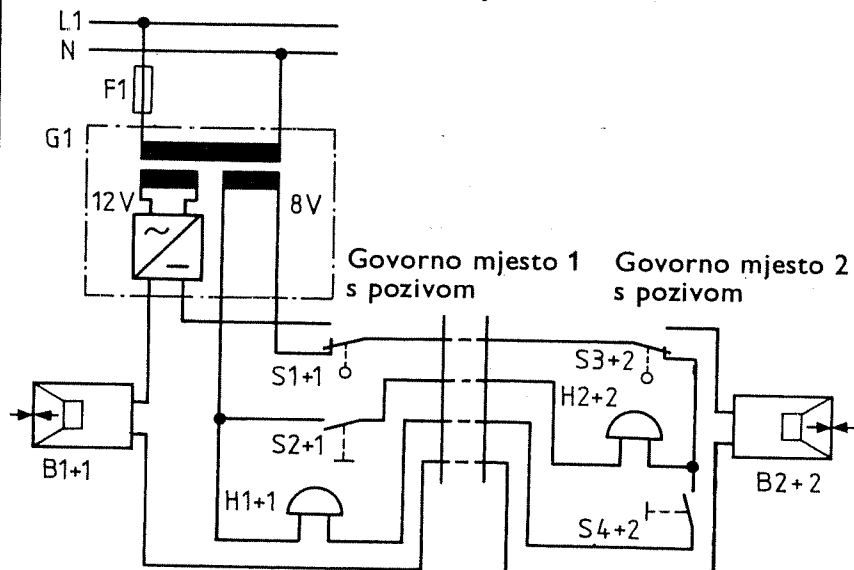 L1
N
F1
G1
12V
8V
Govorno mjesto 1
s pozivom
Govorno mjesto 2
s pozivom
S1+1
S3+2
H2+2
S2+1
B1+1
H1+1
S4+2
B2+2